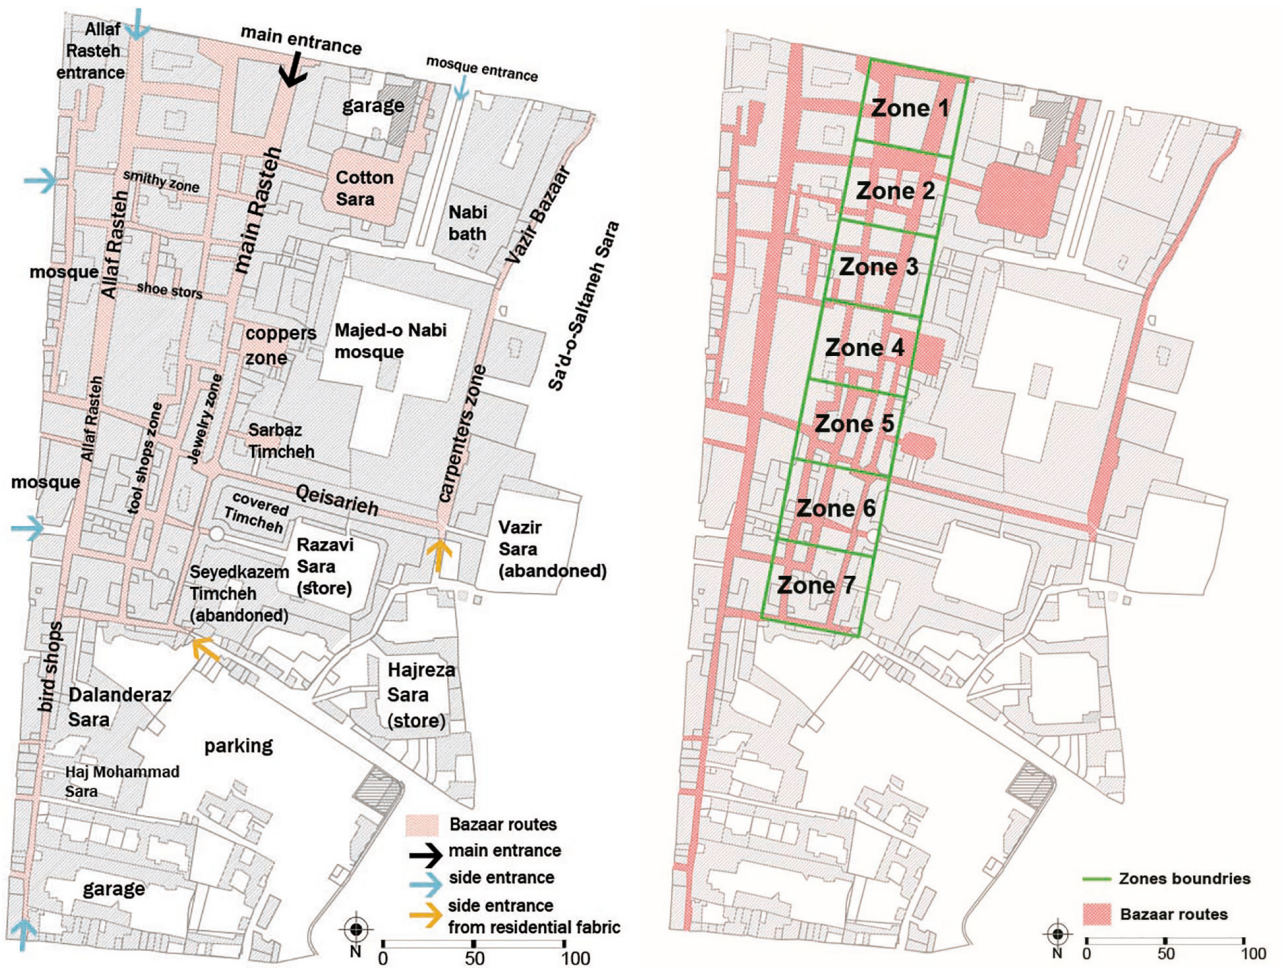 Allaf
Rasteh
entrance
main entrance
mosque entrance
garage
Cotton
Sara
smithy zone
Nabi
bath
main Rasteh
Allaf Rasteh
Vazir Bazaar
Sa'd-o-Saltaneh Sara
mosque
shoe stors
coppers
zone
Majed-o Nabi
mosque
Allaf Rasteh
tool shops zone
Jewelry zone
Sarbaz
Timcheh
carpenters zone
mosque
Qeisarieh
covered
Timcheh
Razavi
Sara
(store)
Vazir
Sara
(abandoned)
Seyedkazem
Timcheh
(abandoned)
bird shops
Dalanderaz
Sara
Hajreza
Sara
(store)
parking
Haj Mohammad
Sara
garage
Bazaar routes
main entrance
side entrance
side entrance
from residential fabric
N
0 50 100
Zone 1
Zone 2
Zone 3
Zone 4
Zone 5
Zone 6
Zone 7
Zones boundries
Bazaar routes
N
0 50 100